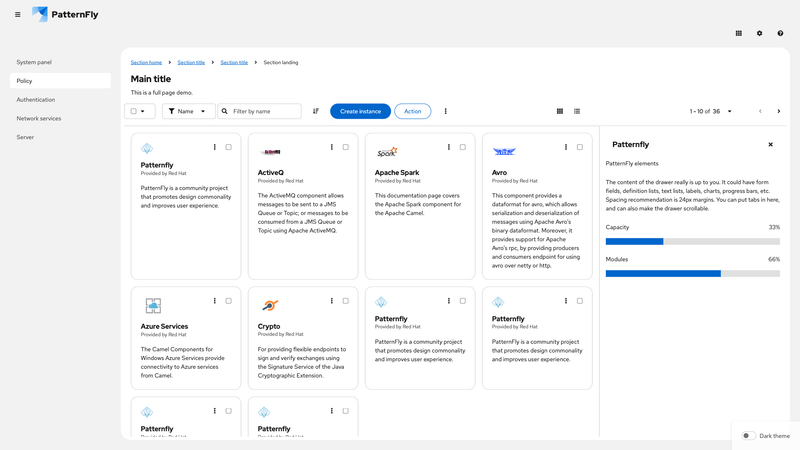 PatternFly
System panel
Policy
Authentication
Network services
Server
Section home
Section title
Section title
Section landing
Main title
This is a full page demo.
Name
Filter by name
Create instance
Action
1 - 10 of 36
Patternfly
Provided by Red Hat
PatternFly is a community project
that promotes design commonality
and improves user experience.
ActiveQ
Provided by Red Hat
The ActiveMQ component allows
messages to be sent to a JMS
Queue or Topic; or messages to be
consumed from a JMS Queue or
Topic using Apache ActiveMQ.
Spark
Apache Spark
Provided by Red Hat
This documentation page covers
the Apache Spark component for
the Apache Camel.
Avro
Provided by Red Hat
This component provides a
dataformat for avro, which allows
serialization and deserialization of
messages using Apache Avro's
binary dataformat. Moreover, it
provides support for Apache
Avro's rpc, by providing producers
and consumers endpoint for using
avro over netty or http.
Azure Services
Provided by Red Hat
The Camel Components for
Windows Azure Services provide
connectivity to Azure services
from Camel.
Crypto
Provided by Red Hat
For providing flexible endpoints to
sign and verify exchanges using
the Signature Service of the Java
Cryptographic Extension.
Patternfly
Provided by Red Hat
PatternFly is a community project
that promotes design commonality
and improves user experience.
Patternfly
Provided by Red Hat
PatternFly is a community project
that promotes design commonality
and improves user experience.
Patternfly
Provided by Red Hat
Patternfly
Provided by Red Hat
Patternfly
PatternFly elements
The content of the drawer really is up to you. It could have form
fields, definition lists, text lists, labels, charts, progress bars, etc.
Spacing recommendation is 24px margins. You can put tabs in here,
and can also make the drawer scrollable.
Capacity
33%
Modules
66%
Dark theme